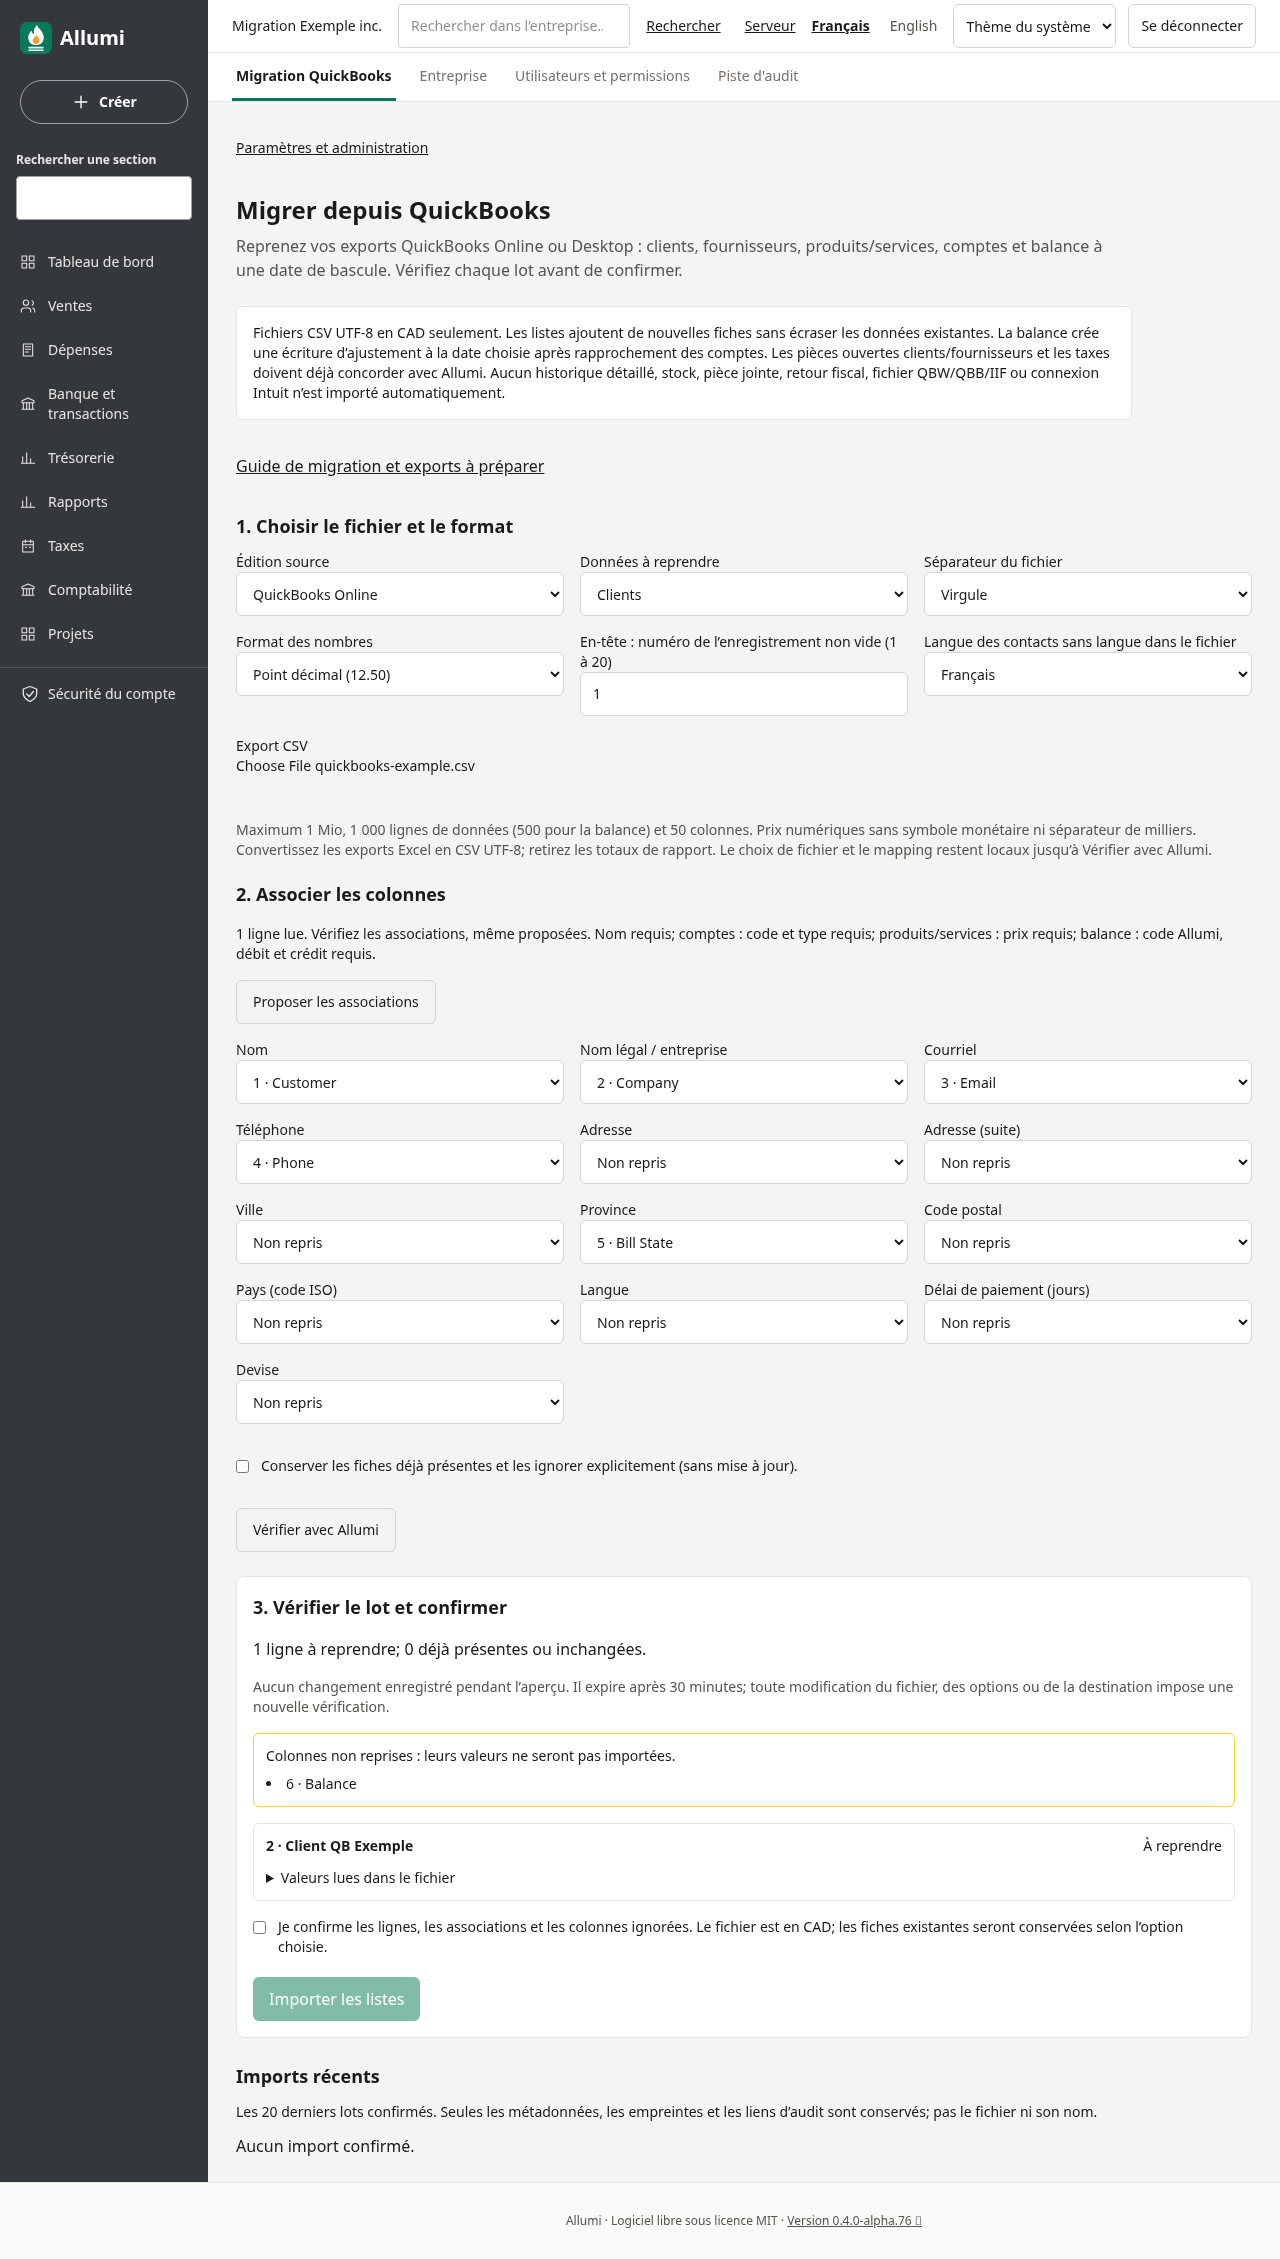 Allumi
Migration Exemple inc.
Rechercher dans l’entreprise..
Rechercher
Serveur
Français
English
Thème du système
Se déconnecter
Créer
Migration QuickBooks
Entreprise
Utilisateurs et permissions
Piste d'audit
Rechercher une section
Tableau de bord
Ventes
Dépenses
Banque et
transactions
Trésorerie
Rapports
Taxes
Comptabilité
Projets
Sécurité du compte
Paramètres et administration
Migrer depuis QuickBooks
Reprenez vos exports QuickBooks Online ou Desktop : clients, fournisseurs, produits/services, comptes et balance à
une date de bascule. Vérifiez chaque lot avant de confirmer.
Fichiers CSV UTF-8 en CAD seulement. Les listes ajoutent de nouvelles fiches sans écraser les données existantes. La balance crée
une écriture d’ajustement à la date choisie après rapprochement des comptes. Les pièces ouvertes clients/fournisseurs et les taxes
doivent déjà concorder avec Allumi. Aucun historique détaillé, stock, pièce jointe, retour fiscal, fichier QBW/QBB/IIF ou connexion
Intuit n’est importé automatiquement.
Guide de migration et exports à préparer
1. Choisir le fichier et le format
Édition source
Données à reprendre
Séparateur du fichier
QuickBooks Online
Clients
Virgule
Format des nombres
En-tête : numéro de l’enregistrement non vide (1
à 20)
Langue des contacts sans langue dans le fichier
Point décimal (12.50)
1
Français
Export CSV
Choose File quickbooks-example.csv
Maximum 1 Mio, 1 000 lignes de données (500 pour la balance) et 50 colonnes. Prix numériques sans symbole monétaire ni séparateur de milliers.
Convertissez les exports Excel en CSV UTF-8; retirez les totaux de rapport. Le choix de fichier et le mapping restent locaux jusqu’à Vérifier avec Allumi.
2. Associer les colonnes
1 ligne lue. Vérifiez les associations, même proposées. Nom requis; comptes : code et type requis; produits/services : prix requis; balance : code Allumi,
débit et crédit requis.
Proposer les associations
Nom
Nom légal / entreprise
Courriel
1 · Customer
2 · Company
3 · Email
Téléphone
Adresse
Adresse (suite)
4 · Phone
Non repris
Non repris
Ville
Province
Code postal
Non repris
5 · Bill State
Non repris
Pays (code ISO)
Langue
Délai de paiement (jours)
Non repris
Non repris
Non repris
Devise
Non repris
Conserver les fiches déjà présentes et les ignorer explicitement (sans mise à jour).
Vérifier avec Allumi
3. Vérifier le lot et confirmer
1 ligne à reprendre; 0 déjà présentes ou inchangées.
Aucun changement enregistré pendant l’aperçu. Il expire après 30 minutes; toute modification du fichier, des options ou de la destination impose une
nouvelle vérification.
Colonnes non reprises : leurs valeurs ne seront pas importées.
• 6 · Balance
2 · Client QB Exemple
À reprendre
Valeurs lues dans le fichier
Je confirme les lignes, les associations et les colonnes ignorées. Le fichier est en CAD; les fiches existantes seront conservées selon l’option
choisie.
Importer les listes
Imports récents
Les 20 derniers lots confirmés. Seules les métadonnées, les empreintes et les liens d’audit sont conservés; pas le fichier ni son nom.
Aucun import confirmé.
Allumi · Logiciel libre sous licence MIT · Version 0.4.0-alpha.76